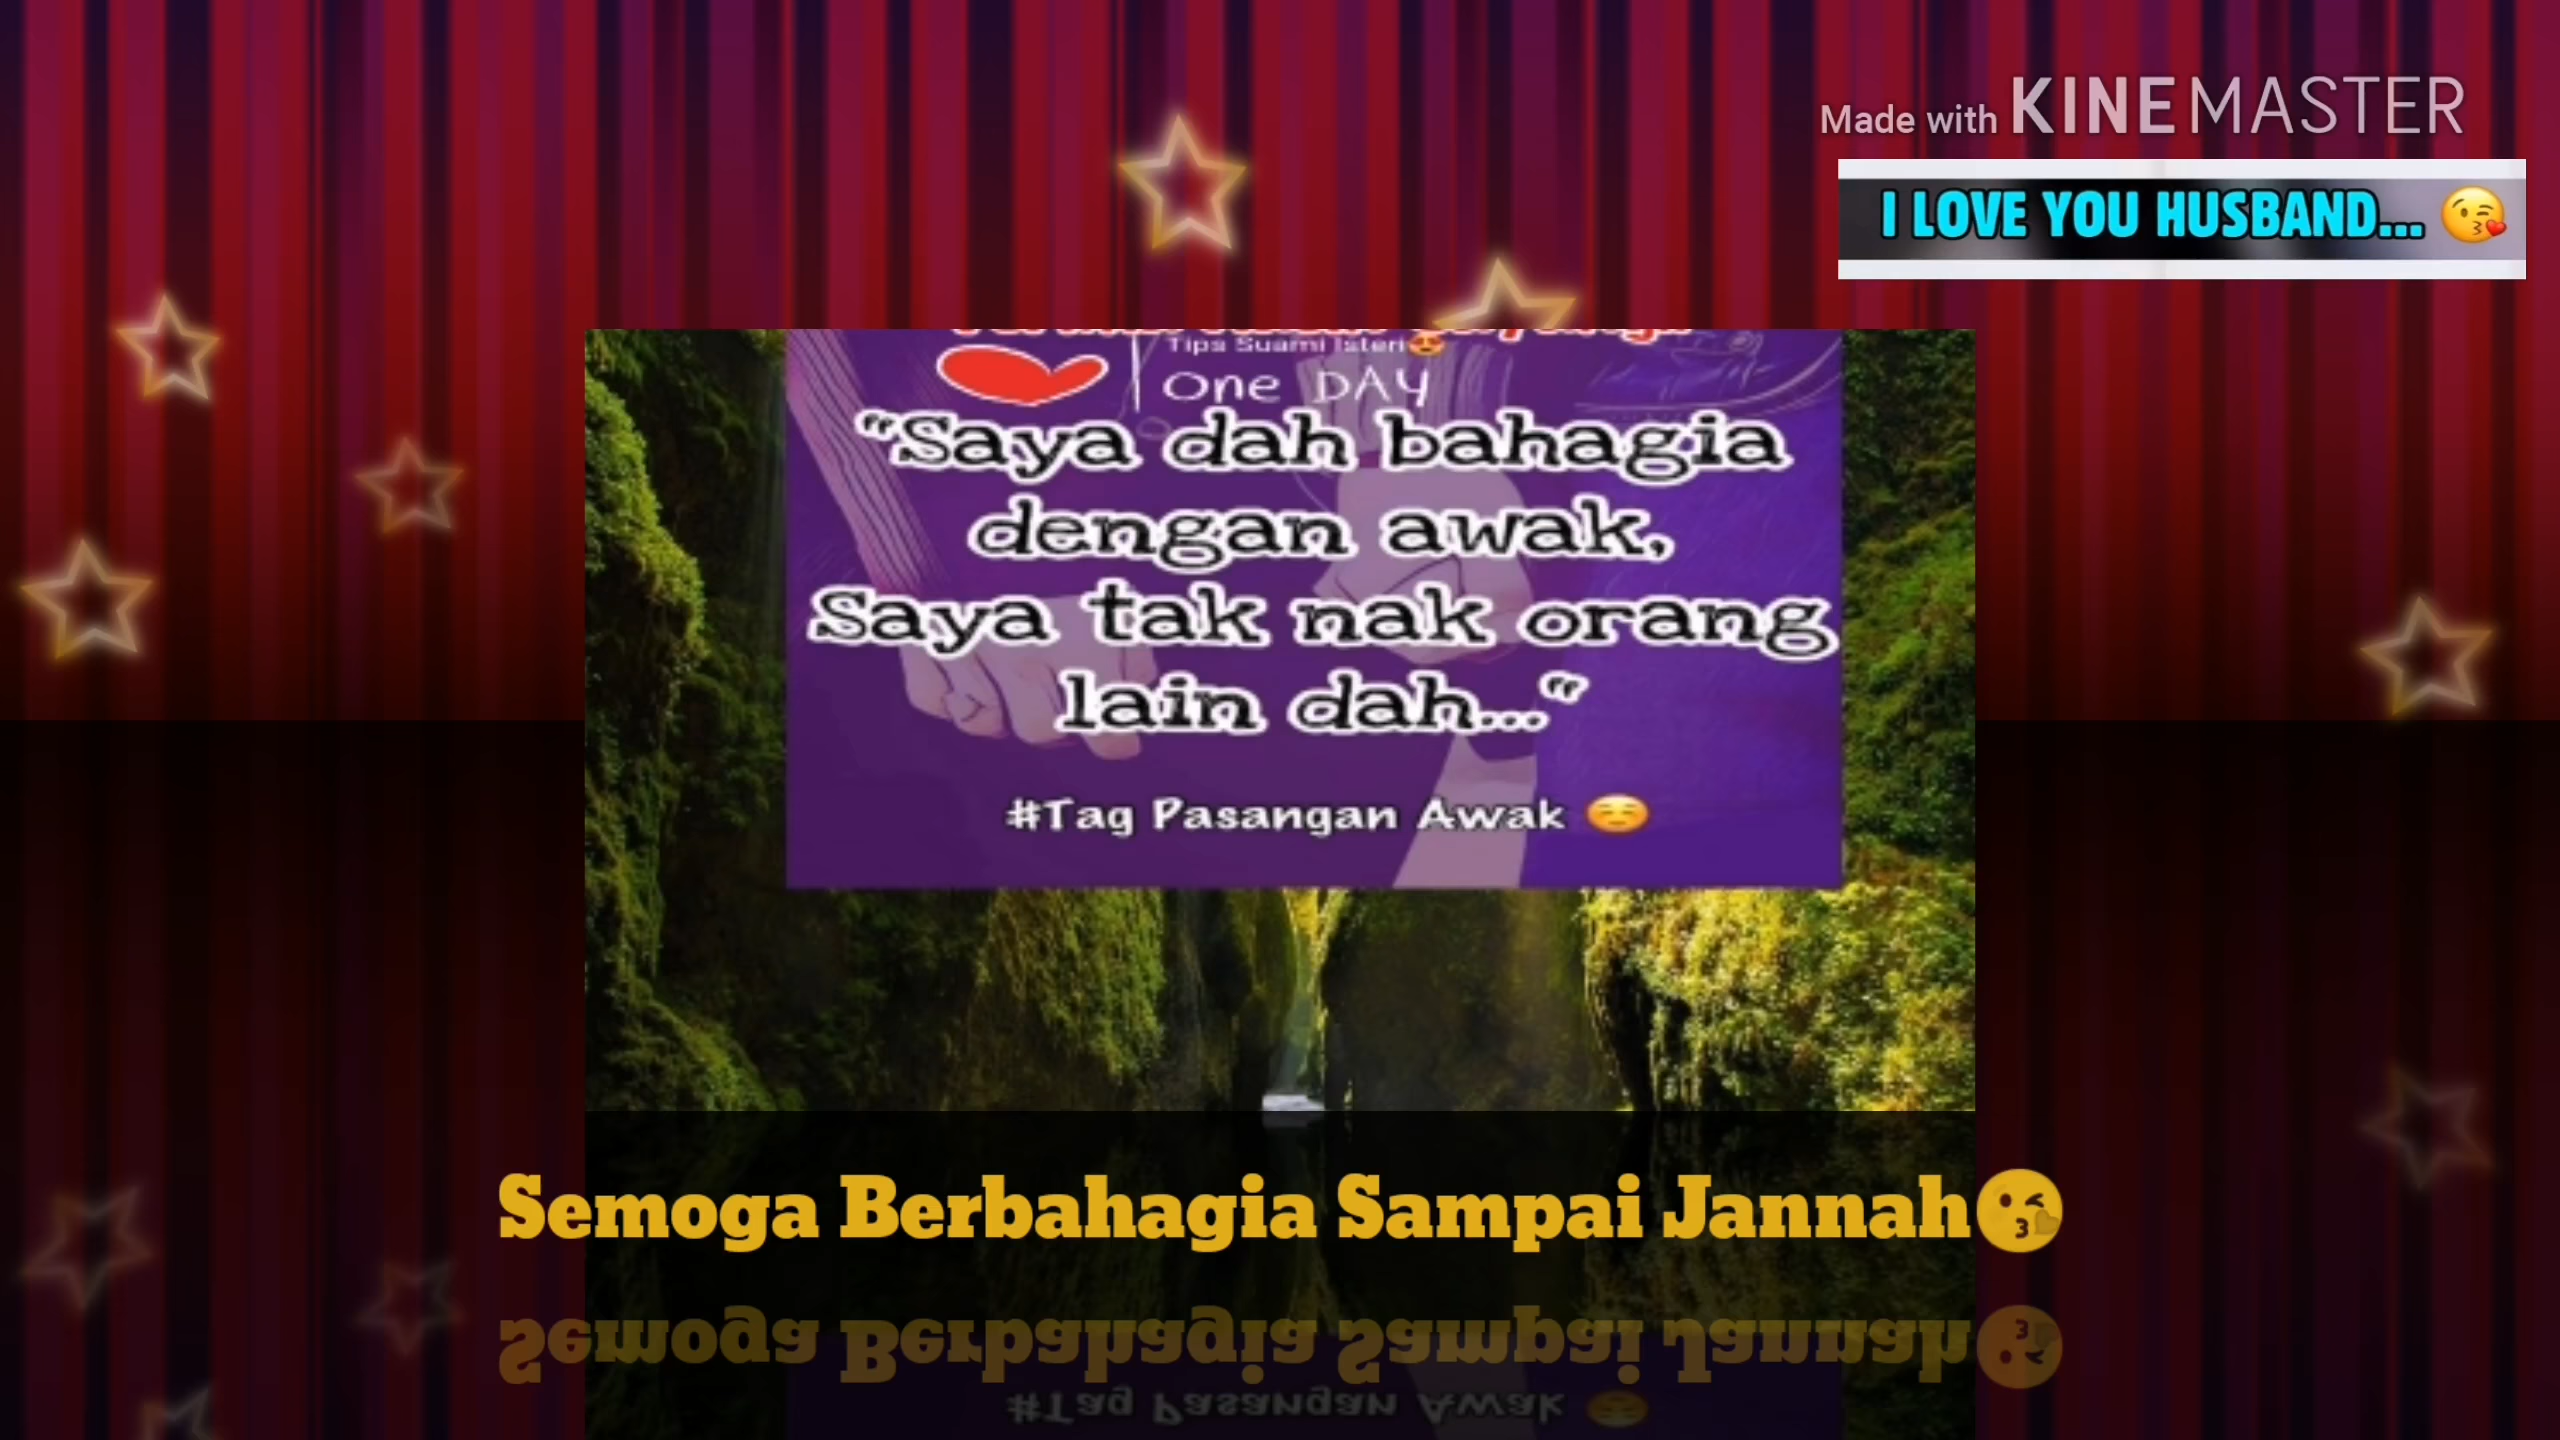 Made with KINEMASTER
I LOVE YOU HUSBAND... 😘
Tips Suami Isteri😍
One DAY
"Saya dah bahagia
dengan awak,
Saya tak nak orang
lain dah..."
#Tag Pasangan Awak ☺️
Semoga Berbahagia Sampai Jannah😘